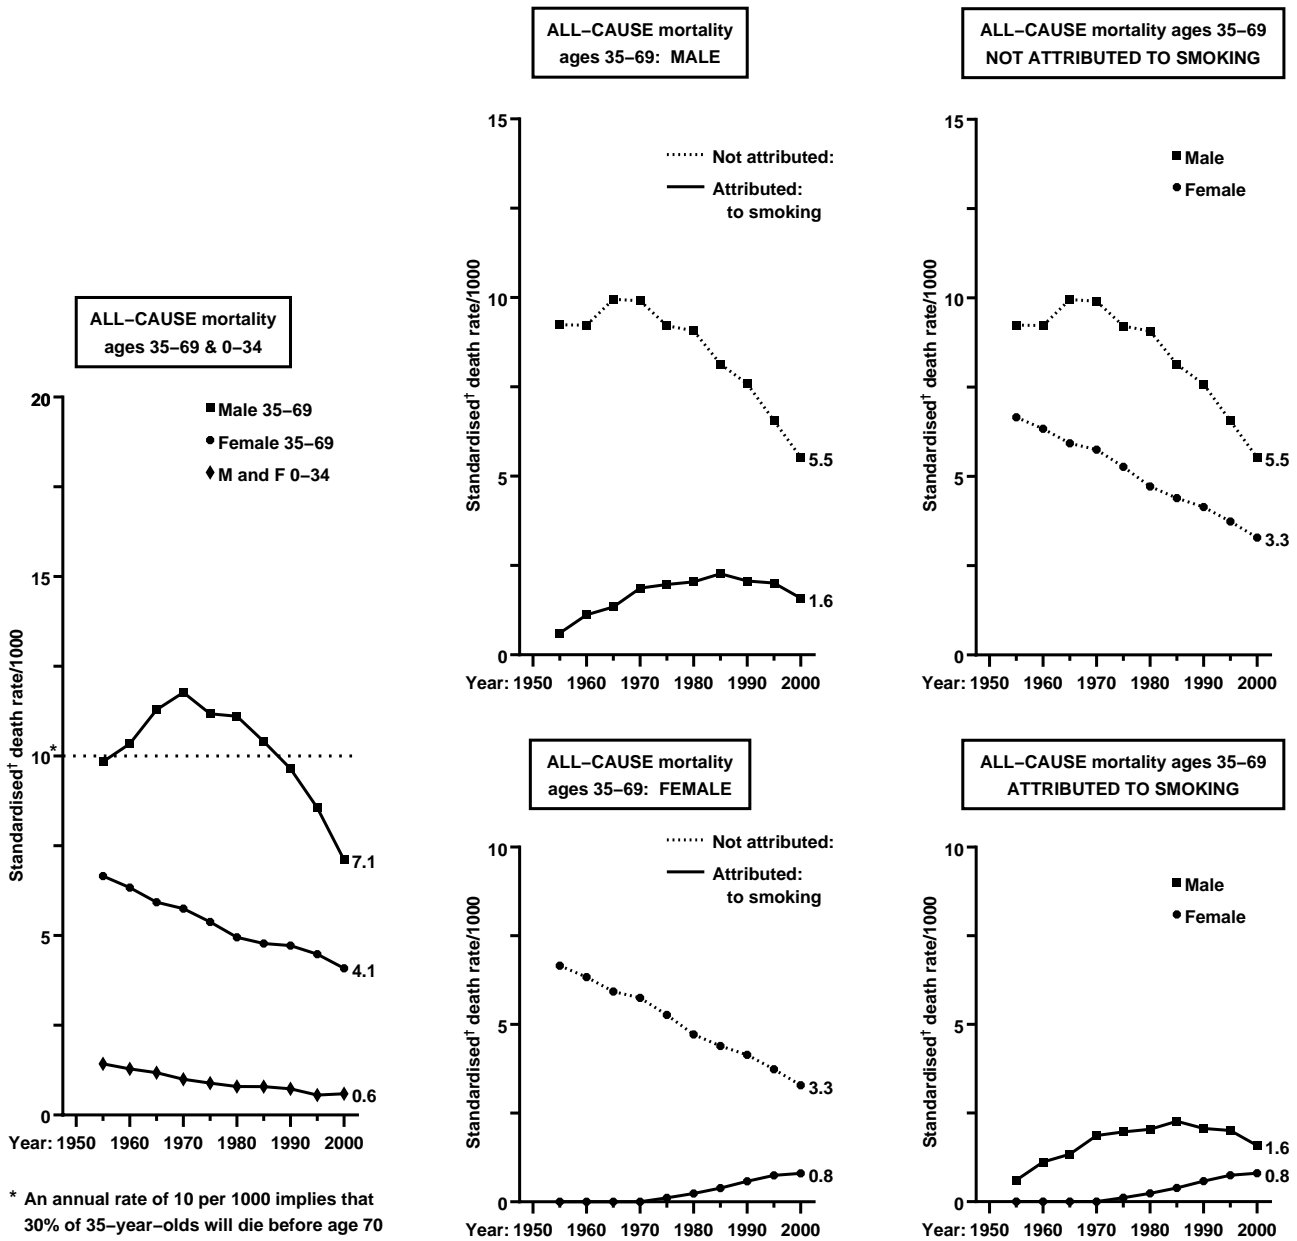 ALL−CAUSE mortality
ages 35−69 & 0−34
Standardised† death rate/1000
20
15
10*
5
0
Male 35−69
Female 35−69
M and F 0−34
7.1
4.1
0.6
Year: 1950 1960 1970 1980 1990 2000
* An annual rate of 10 per 1000 implies that
30% of 35−year−olds will die before age 70
ALL−CAUSE mortality
ages 35−69: MALE
Standardised† death rate/1000
15
10
5
0
Not attributed:
Attributed:
to smoking
5.5
1.6
Year: 1950 1960 1970 1980 1990 2000
ALL−CAUSE mortality ages 35−69
NOT ATTRIBUTED TO SMOKING
Standardised† death rate/1000
15
10
5
0
Male
Female
5.5
3.3
Year: 1950 1960 1970 1980 1990 2000
ALL−CAUSE mortality
ages 35−69: FEMALE
Standardised† death rate/1000
10
5
0
Not attributed:
Attributed:
to smoking
3.3
0.8
Year: 1950 1960 1970 1980 1990 2000
ALL−CAUSE mortality ages 35−69
ATTRIBUTED TO SMOKING
Standardised† death rate/1000
10
5
0
Male
Female
1.6
0.8
Year: 1950 1960 1970 1980 1990 2000